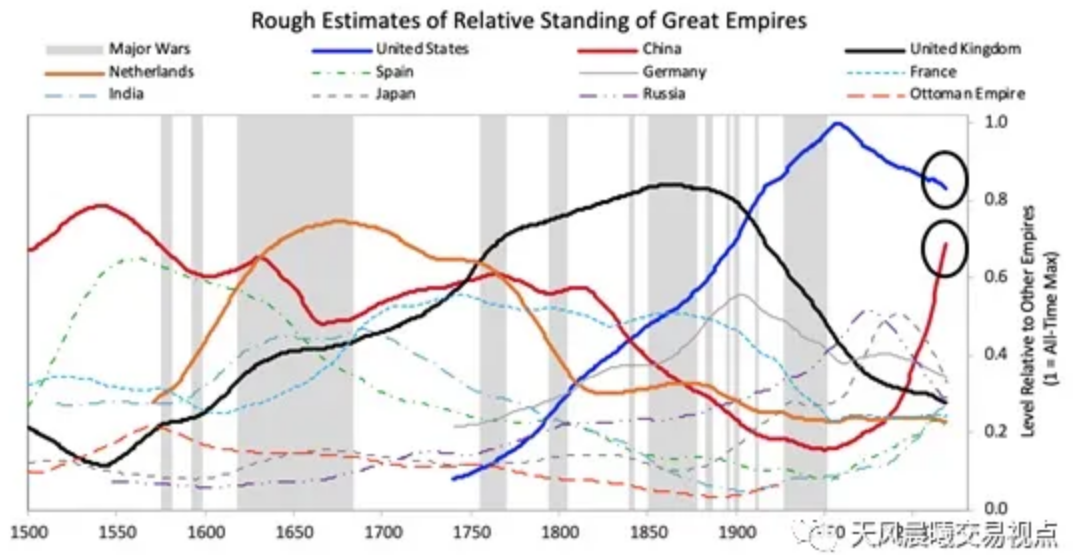 Rough Estimates of Relative Standing of Great Empires
Major Wars United States China United Kingdom
Netherlands Spain Germany France
India Japan Russia Ottoman Empire
1.0
0.8
0.6
0.4
0.2
0.0
Level Relative to Other Empires
(1 = All-Time Max)
1500 1550 1600 1650 1700 1750 1800 1850 1900
天风晨曦交易视点